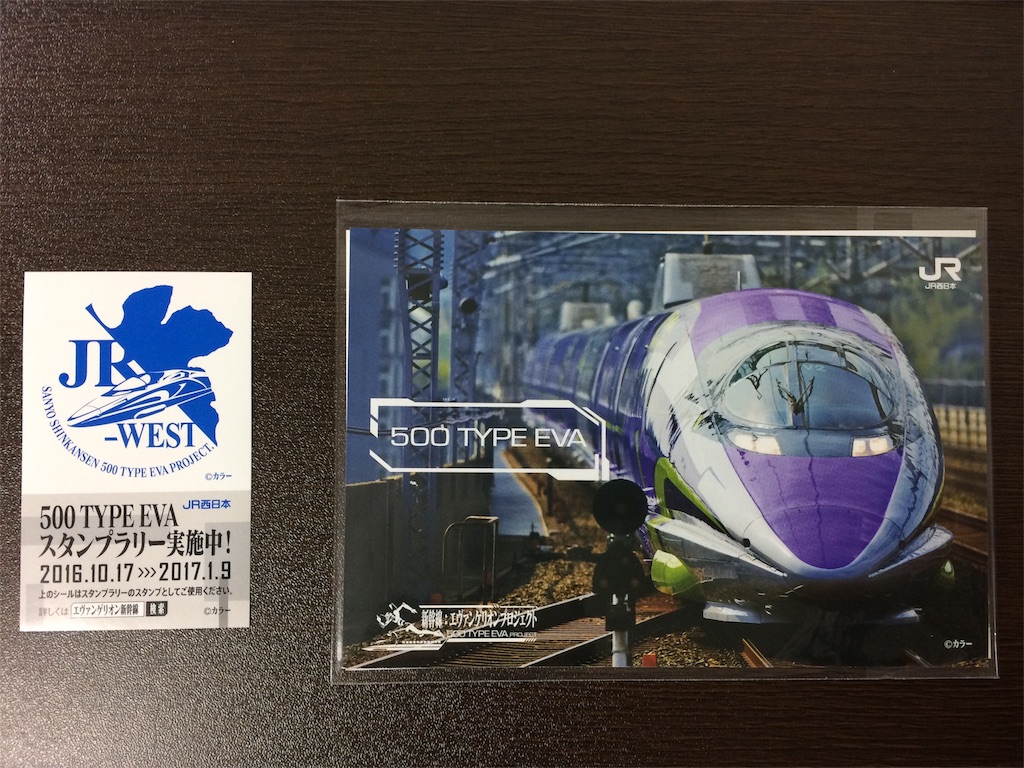 JR
-WEST
SANYO SHINKANSEN 500 TYPE EVA PROJECT.
©カラー
JR西日本
500 TYPE EVA
スタンプラリー実施中!
2016.10.17>>>2017.1.9
上のシールはスタンプラリーのスタンプとしてご使用ください。
詳しくは エヴァンゲリオン新幹線 検索
©カラー
JR
JR西日本
500 TYPE EVA
新幹線:エヴァンゲリオンプロジェクト
500 TYPE EVA PROJECT
©カラー